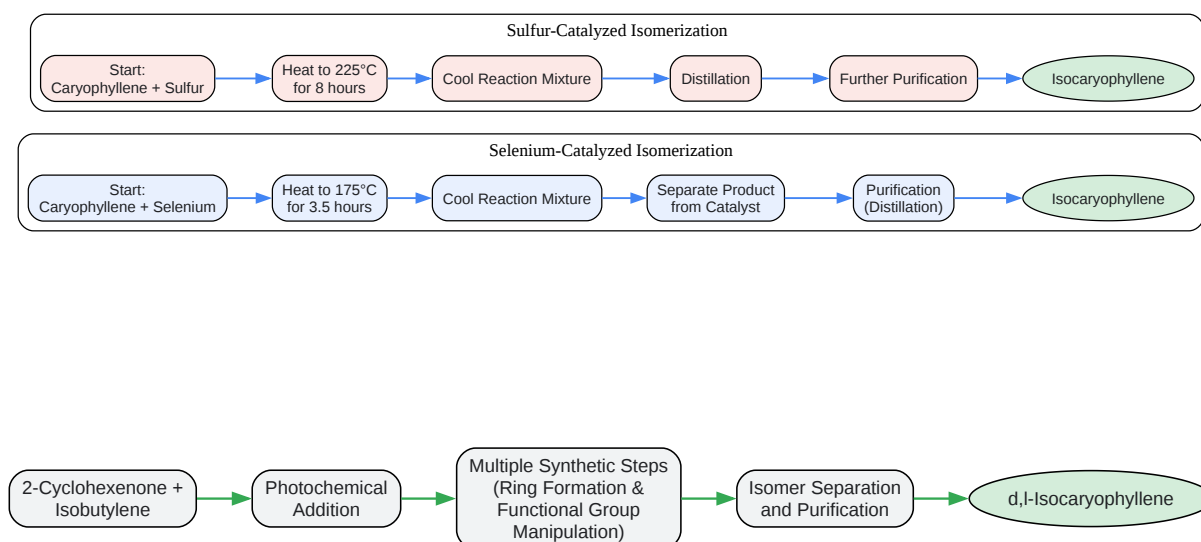 Sulfur-Catalyzed Isomerization
Start:
Caryophyllene + Sulfur
Heat to 225°C
for 8 hours
Cool Reaction Mixture
Distillation
Further Purification
Isocaryophyllene
Selenium-Catalyzed Isomerization
Start:
Caryophyllene + Selenium
Heat to 175°C
for 3.5 hours
Cool Reaction Mixture
Separate Product
from Catalyst
Purification
(Distillation)
Isocaryophyllene
2-Cyclohexenone +
Isobutylene
Photochemical
Addition
Multiple Synthetic Steps
(Ring Formation &
Functional Group
Manipulation)
Isomer Separation
and Purification
d,l-Isocaryophyllene